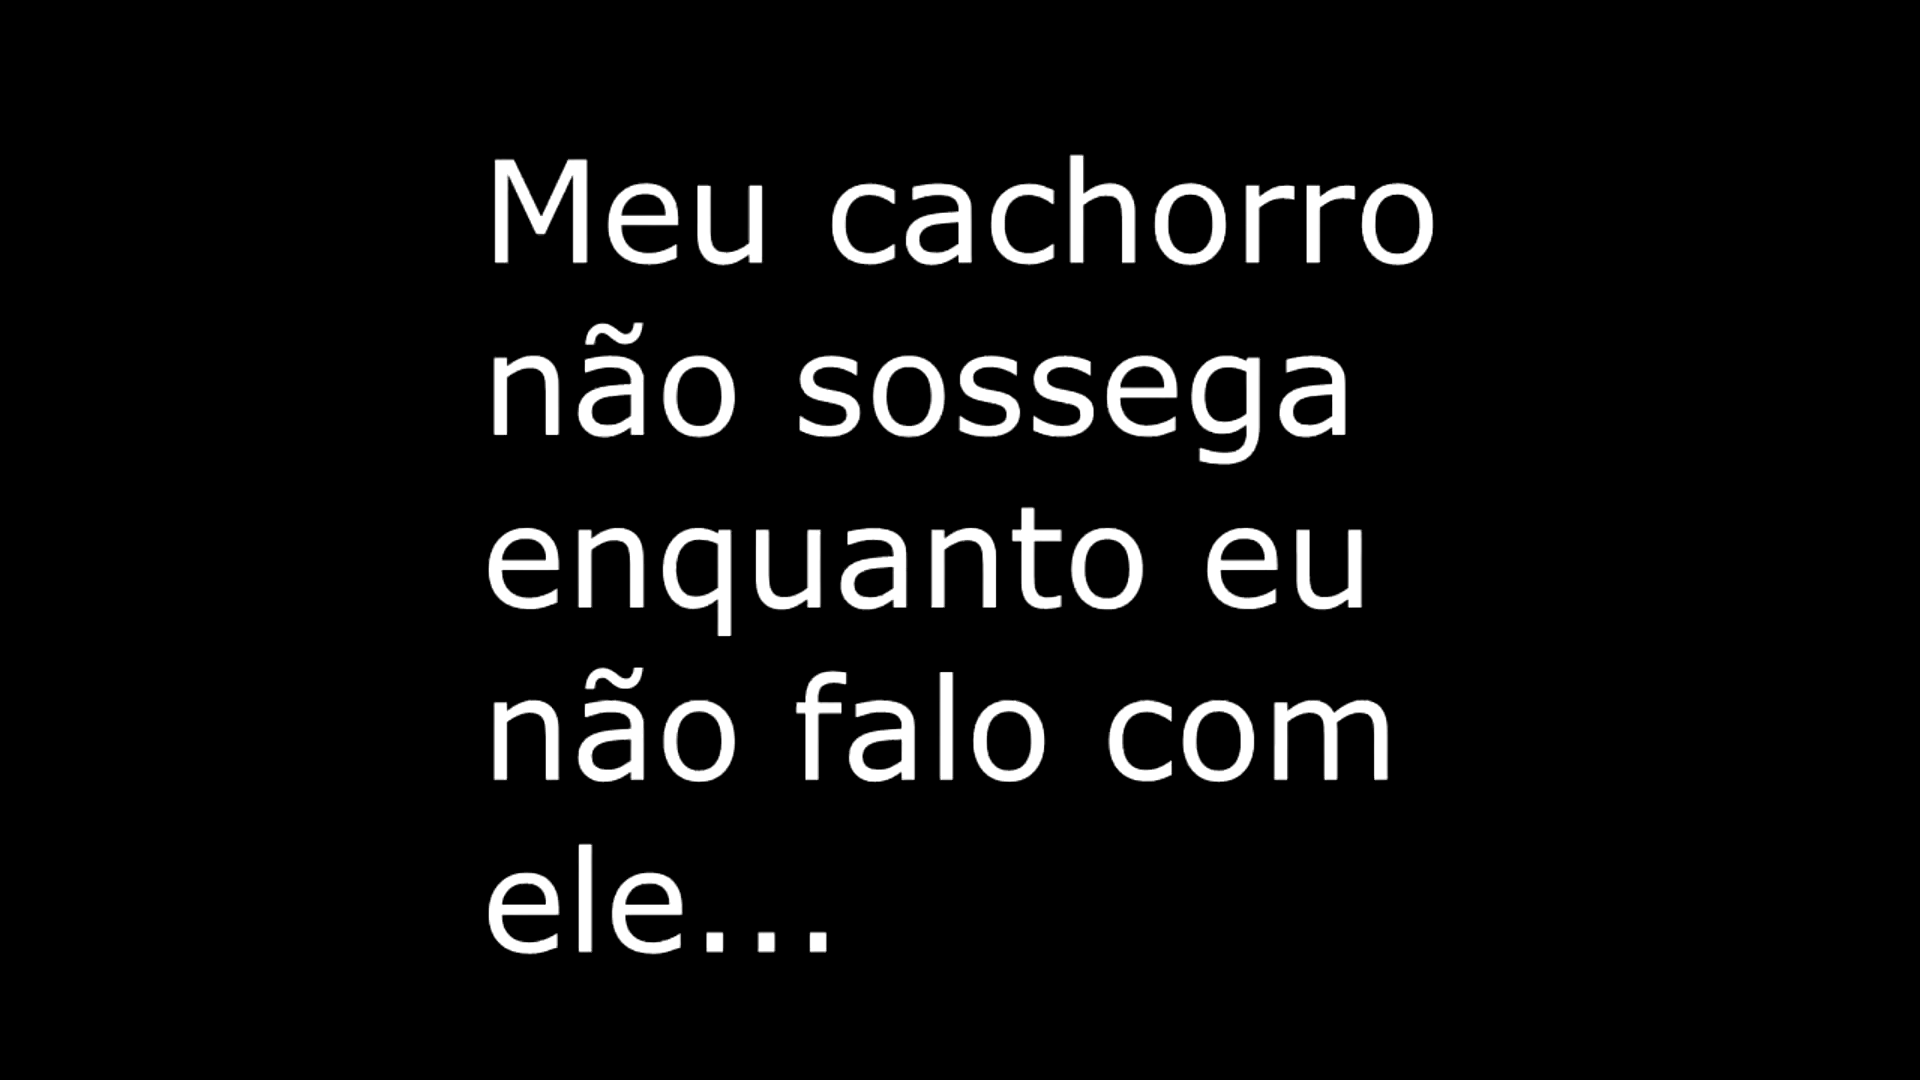 Meu cachorro
não sossega
enquanto eu
não falo com
ele...